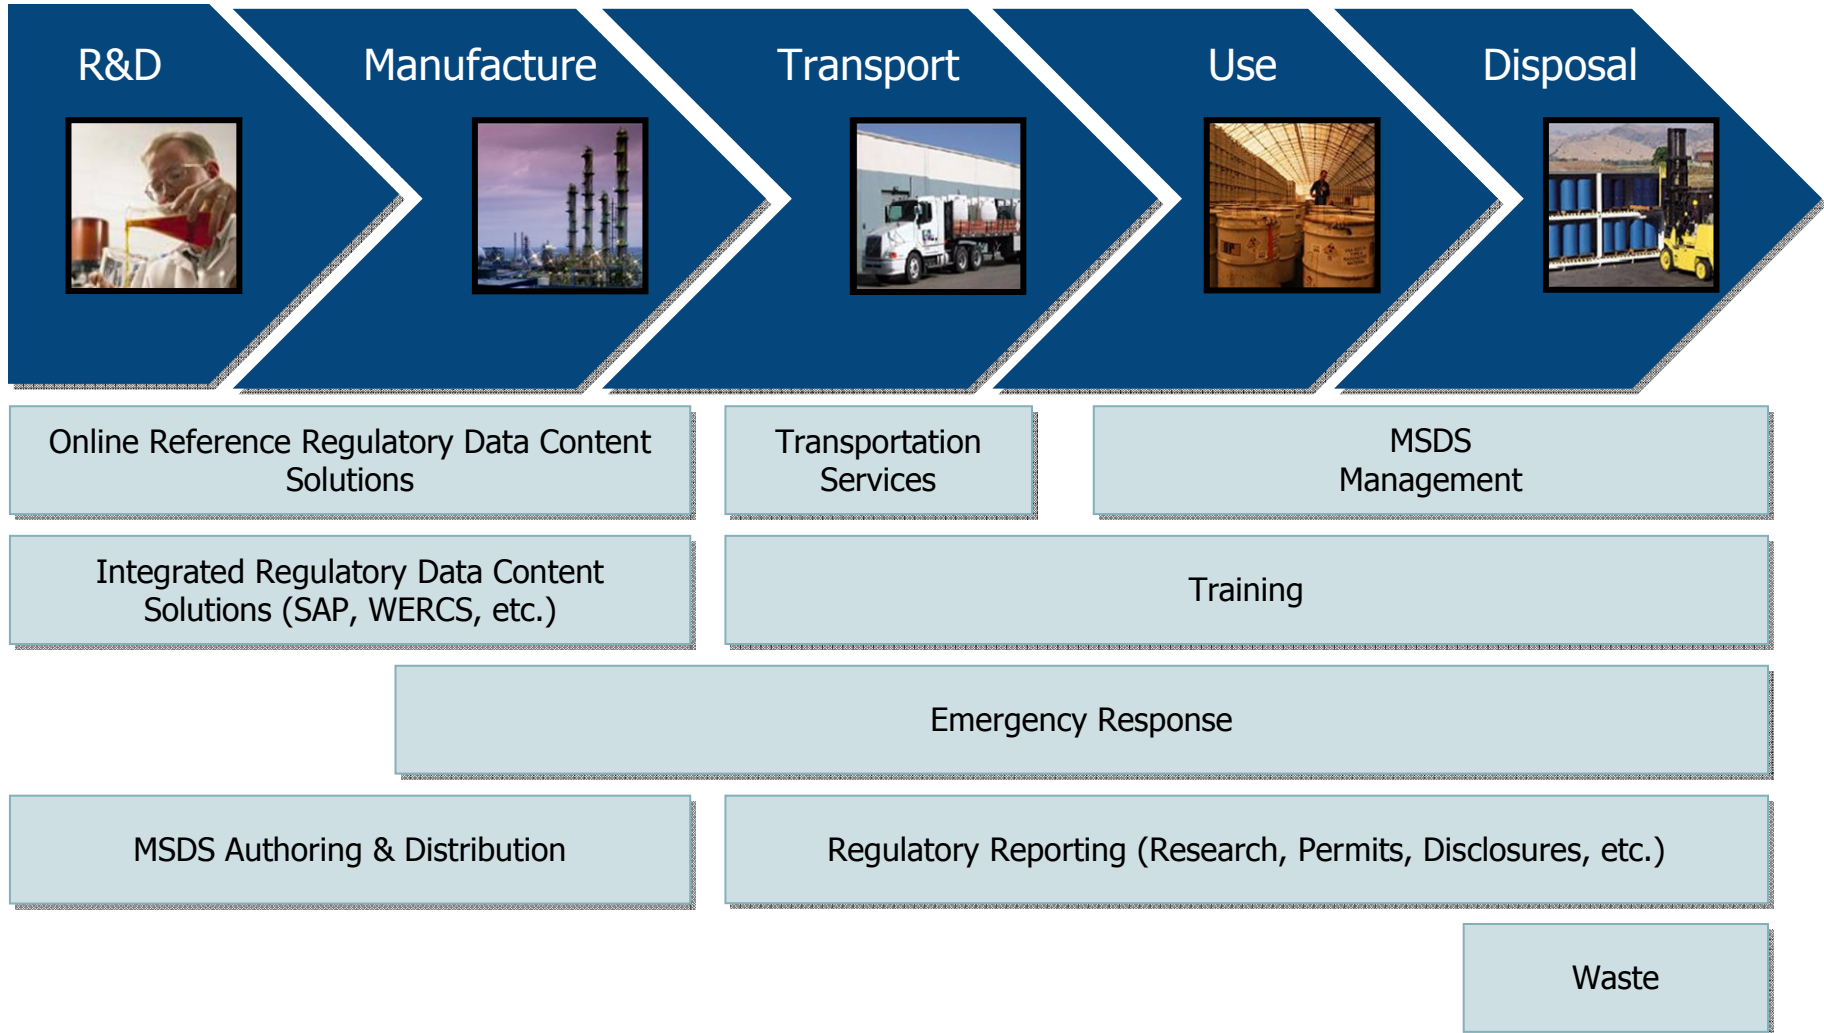 R&D
Manufacture
Transport
Use
Disposal
Online Reference Regulatory Data Content
Solutions
Transportation
Services
MSDS
Management
Integrated Regulatory Data Content
Solutions (SAP, WERCS, etc.)
Training
Emergency Response
MSDS Authoring & Distribution
Regulatory Reporting (Research, Permits, Disclosures, etc.)
Waste